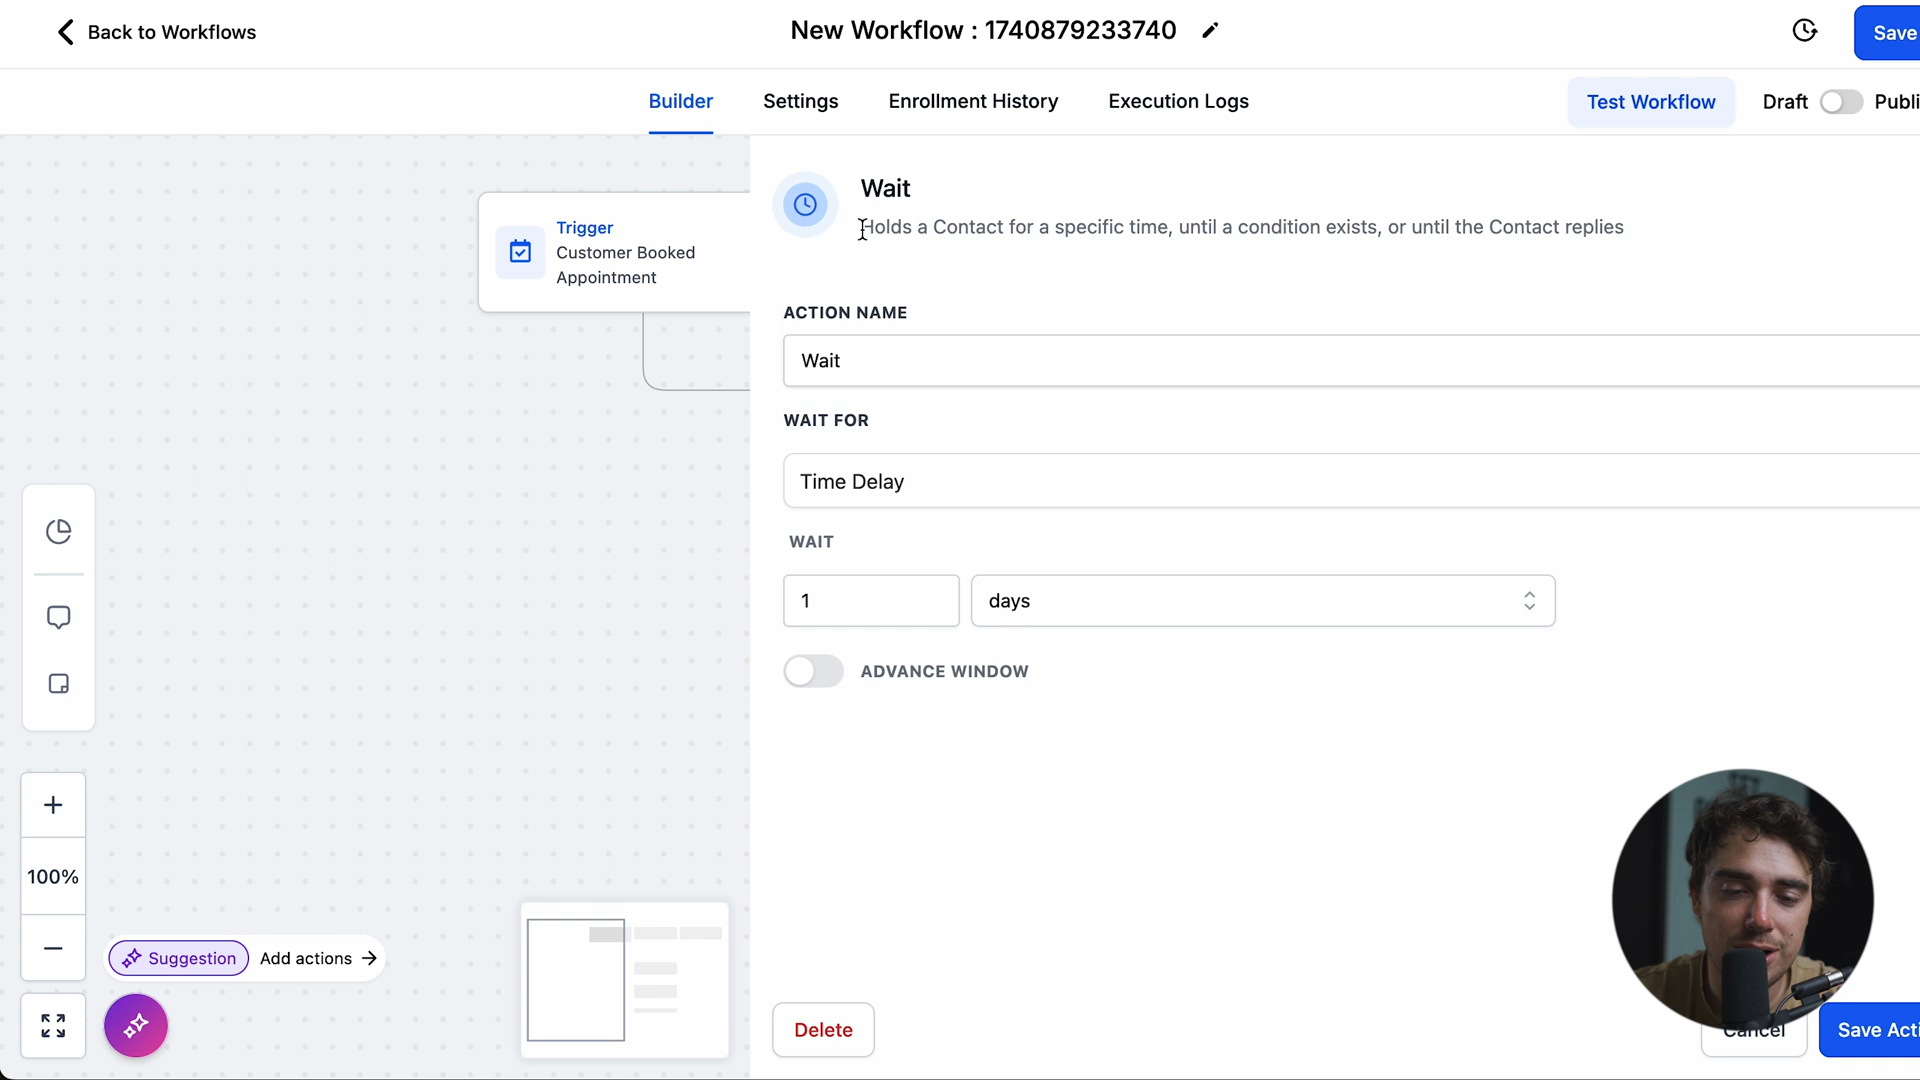 Back to Workflows
New Workflow : 1740879233740
Save
Builder
Settings
Enrollment History
Execution Logs
Test Workflow
Draft
Publi
Trigger
Customer Booked
Appointment
Wait
Holds a Contact for a specific time, until a condition exists, or until the Contact replies
ACTION NAME
Wait
WAIT FOR
Time Delay
WAIT
1
days
ADVANCE WINDOW
+
100%
−
Suggestion
Add actions →
Delete
Cancel
Save Acti